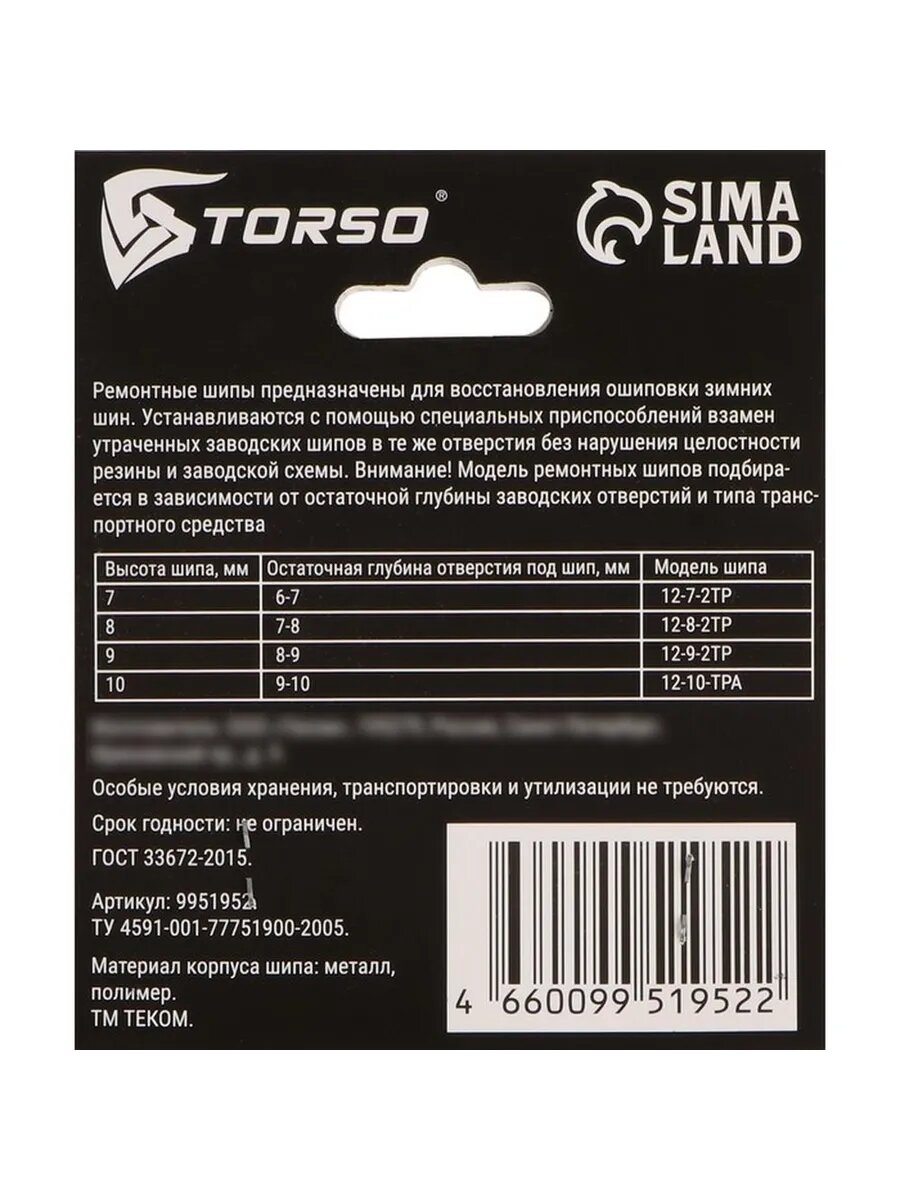 TORSO®
SIMA
LAND
Ремонтные шипы предназначены для восстановления ошиповки зимних
шин. Устанавливаются с помощью специальных приспособлений взамен
утраченных заводских шипов в те же отверстия без нарушения целостности
резины и заводской схемы. Внимание! Модель ремонтных шипов подбира-
ется в зависимости от остаточной глубины заводских отверстий и типа транс-
портного средства
Высота шипа, мм Остаточная глубина отверстия под шип, мм Модель шипа
7 6-7 12-7-2TP
8 7-8 12-8-2TP
9 8-9 12-9-2TP
10 9-10 12-10-TPA
Особые условия хранения, транспортировки и утилизации не требуются.
Срок годности: не ограничен.
ГОСТ 33672-2015.
Артикул: 9951952
ТУ 4591-001-77751900-2005.
Материал корпуса шипа: металл,
полимер.
ТМ ТЕКОМ.
4 660099 519522